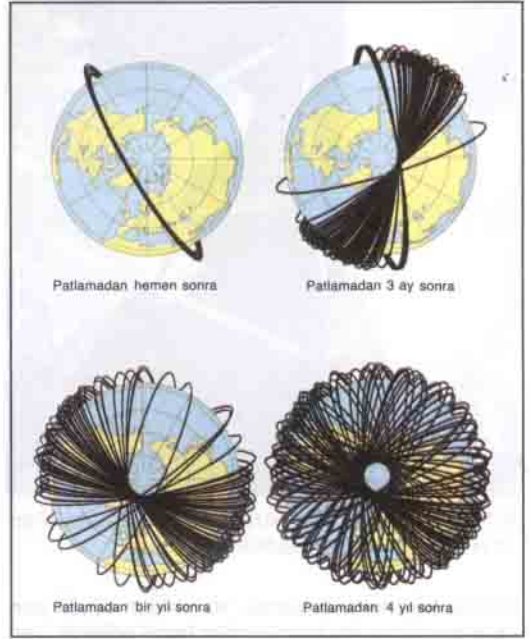 Patlamadan hemen sonra
Patlamadan 3 ay sonra
Patlamadan bir yıl sonra
Patlamadan 4 yıl sonra